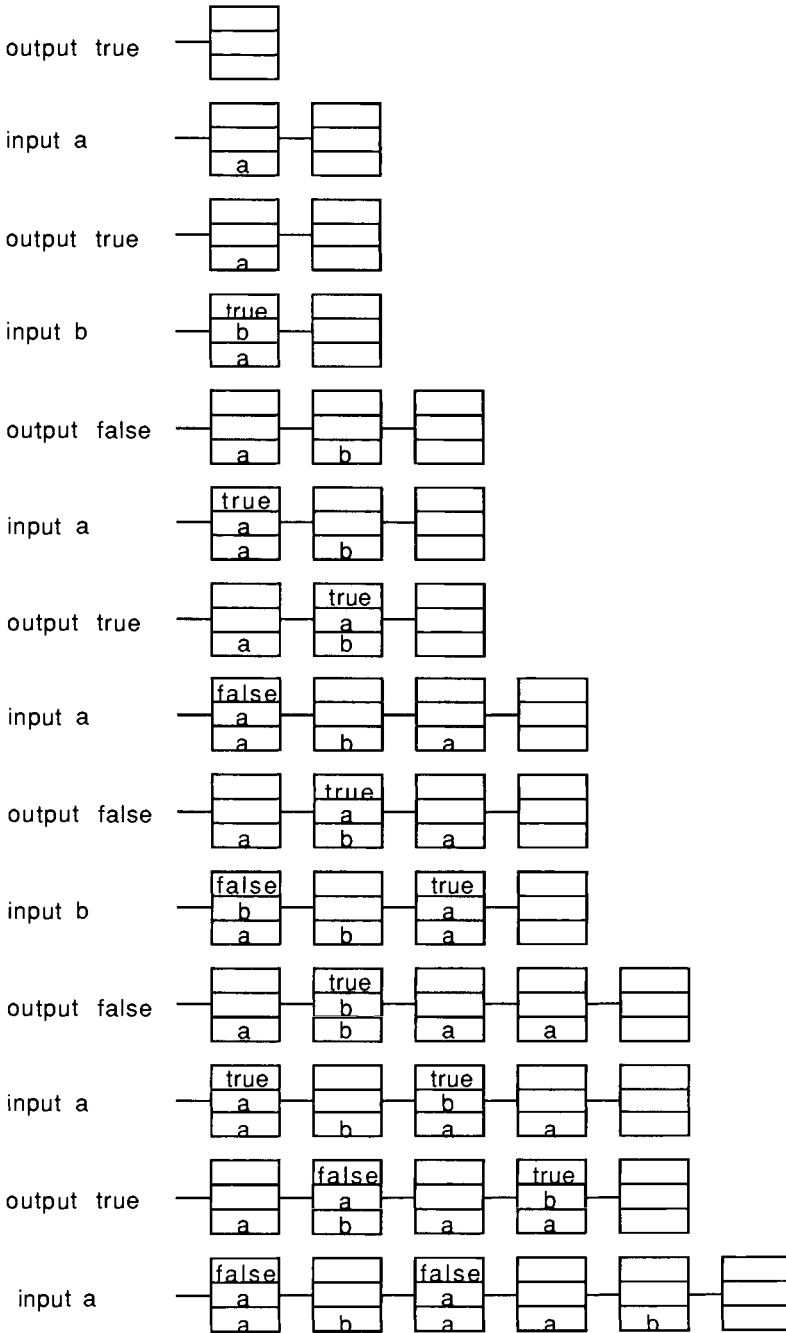 output true
input a
a
output true
a
input b
true
b
a
output false
a b
input a
true
a
a b
output true
true
a
a b
input a
false
a
a b a
output false
true
a
a b a
input b
false true
b a
a b a
output false
true
b
a b a a
input a
true true
a b
a b a a
output true
false true
a b
a b a a
input a
false false
a a
a b a a b